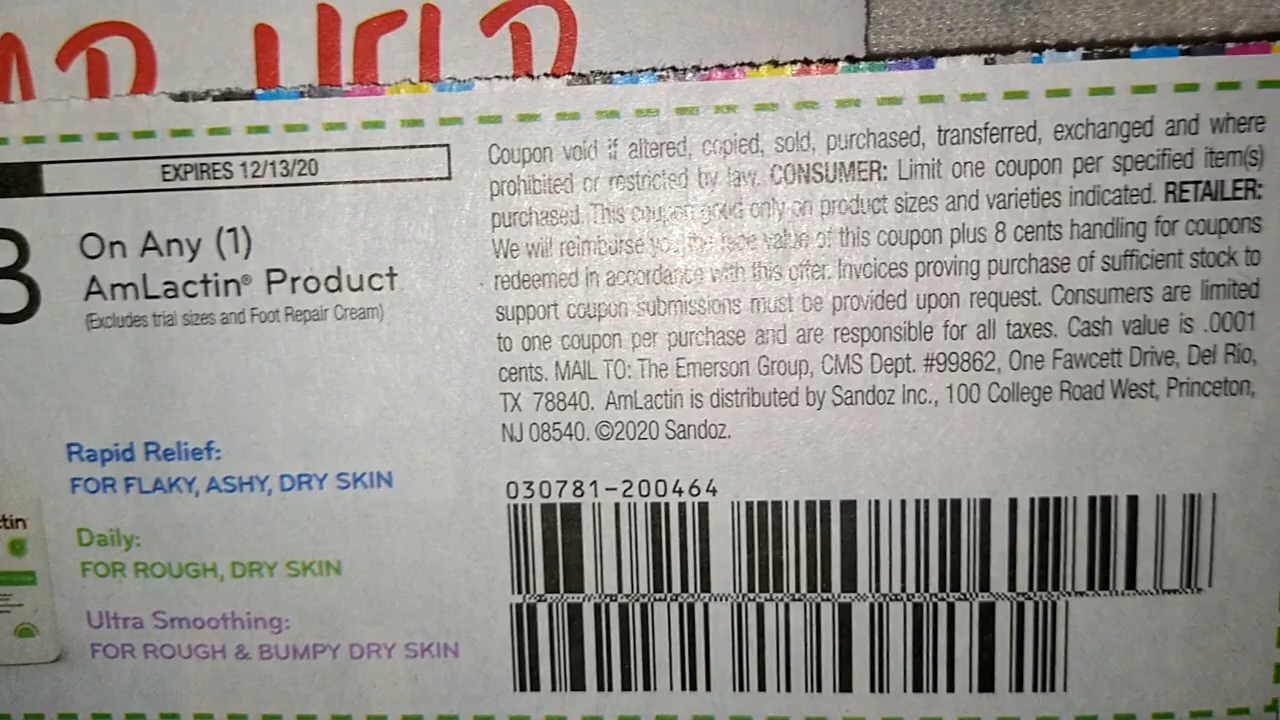 EXPIRES 12/13/20
On Any (1)
AmLactin® Product
(Excludes trial sizes and Foot Repair Cream)
Rapid Relief:
FOR FLAKY, ASHY, DRY SKIN
Daily:
FOR ROUGH, DRY SKIN
Ultra Smoothing:
FOR ROUGH & BUMPY DRY SKIN
tin
Coupon void if altered, copied, sold, purchased, transferred, exchanged and where
prohibited or restricted by law. CONSUMER: Limit one coupon per specified item(s)
purchased. This coupon good only on product sizes and varieties indicated. RETAILER:
We will reimburse you the face value of this coupon plus 8 cents handling for coupons
redeemed in accordance with this offer. Invoices proving purchase of sufficient stock to
support coupon submissions must be provided upon request. Consumers are limited
to one coupon per purchase and are responsible for all taxes. Cash value is .0001
cents. MAIL TO: The Emerson Group, CMS Dept. #99862, One Fawcett Drive, Del Rio,
TX 78840. AmLactin is distributed by Sandoz Inc., 100 College Road West, Princeton,
NJ 08540. ©2020 Sandoz.
030781-200464